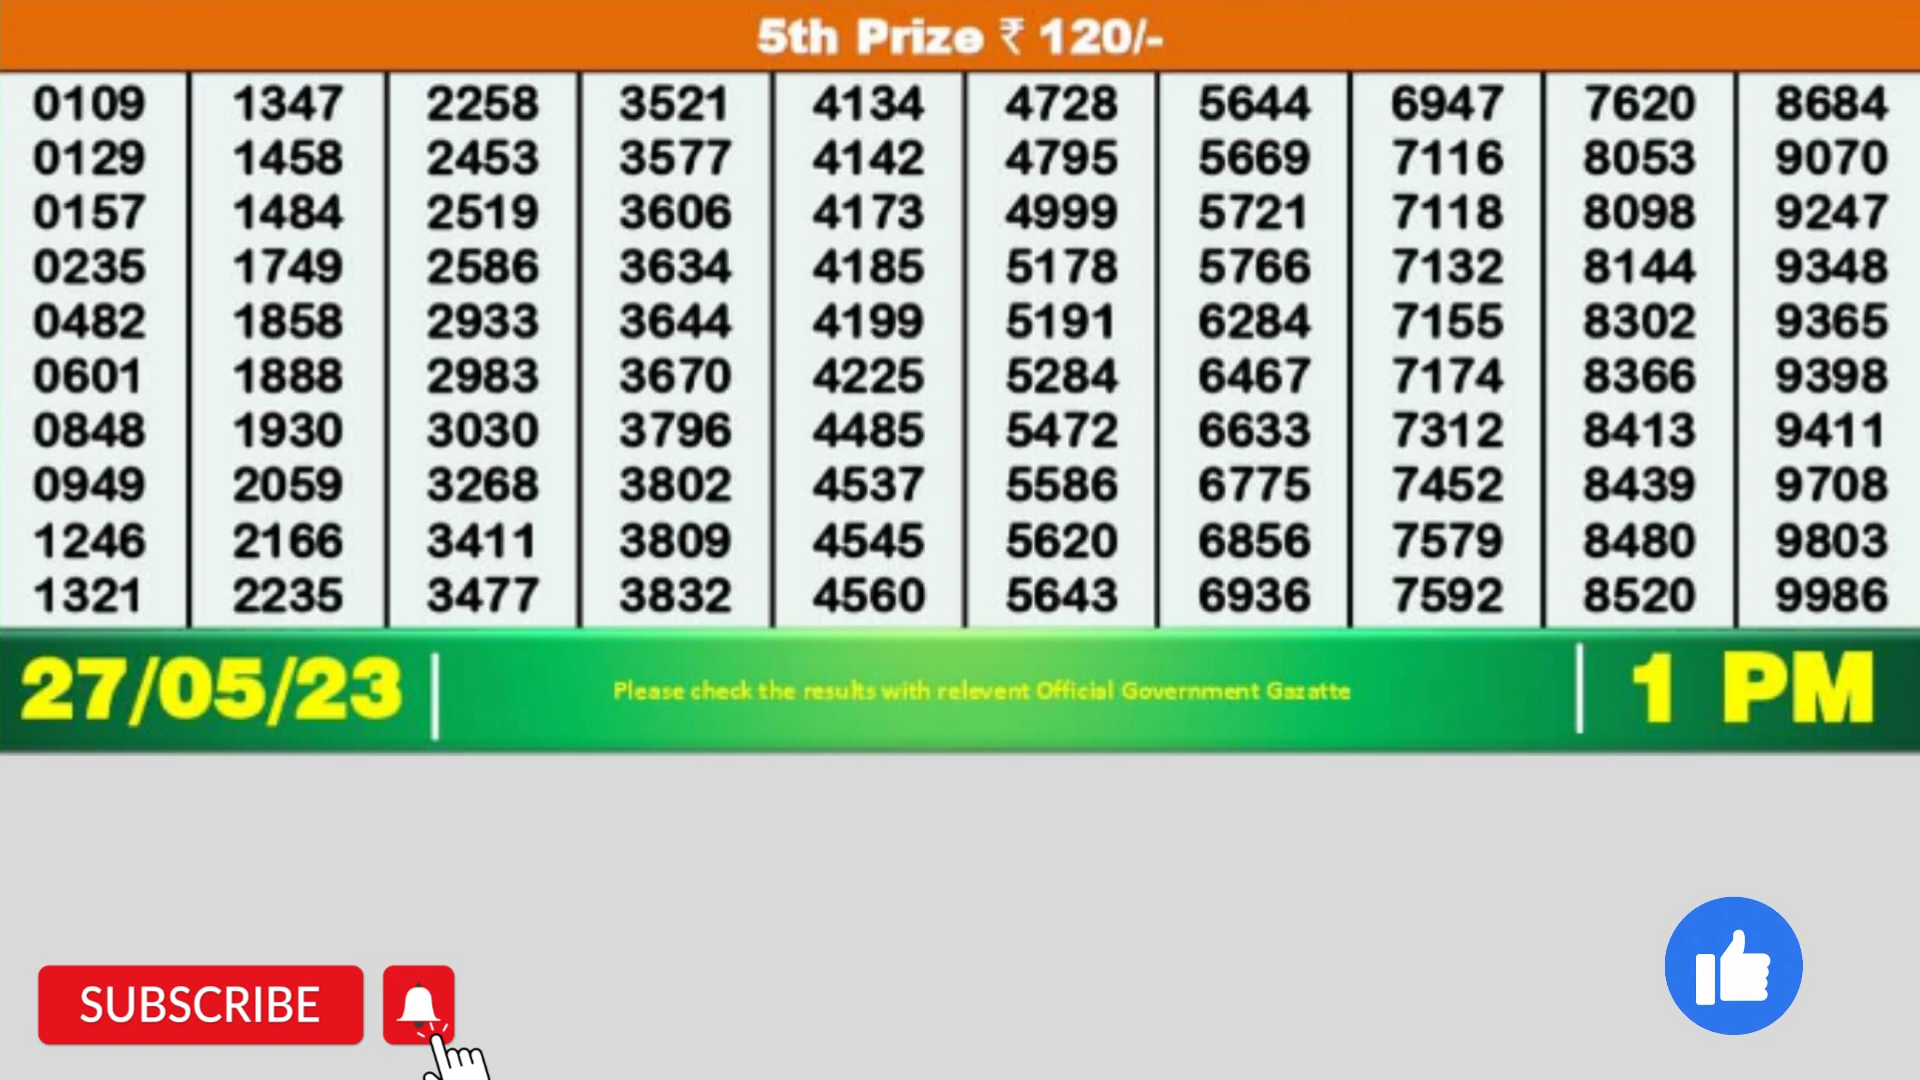 5th Prize ₹ 120/-
0109 1347 2258 3521 4134 4728 5644 6947 7620 8684
0129 1458 2453 3577 4142 4795 5669 7116 8053 9070
0157 1484 2519 3606 4173 4999 5721 7118 8098 9247
0235 1749 2586 3634 4185 5178 5766 7132 8144 9348
0482 1858 2933 3644 4199 5191 6284 7155 8302 9365
0601 1888 2983 3670 4225 5284 6467 7174 8366 9398
0848 1930 3030 3796 4485 5472 6633 7312 8413 9411
0949 2059 3268 3802 4537 5586 6775 7452 8439 9708
1246 2166 3411 3809 4545 5620 6856 7579 8480 9803
1321 2235 3477 3832 4560 5643 6936 7592 8520 9986
27/05/23 Please check the results with relevent Official Government Gazatte 1 PM
SUBSCRIBE